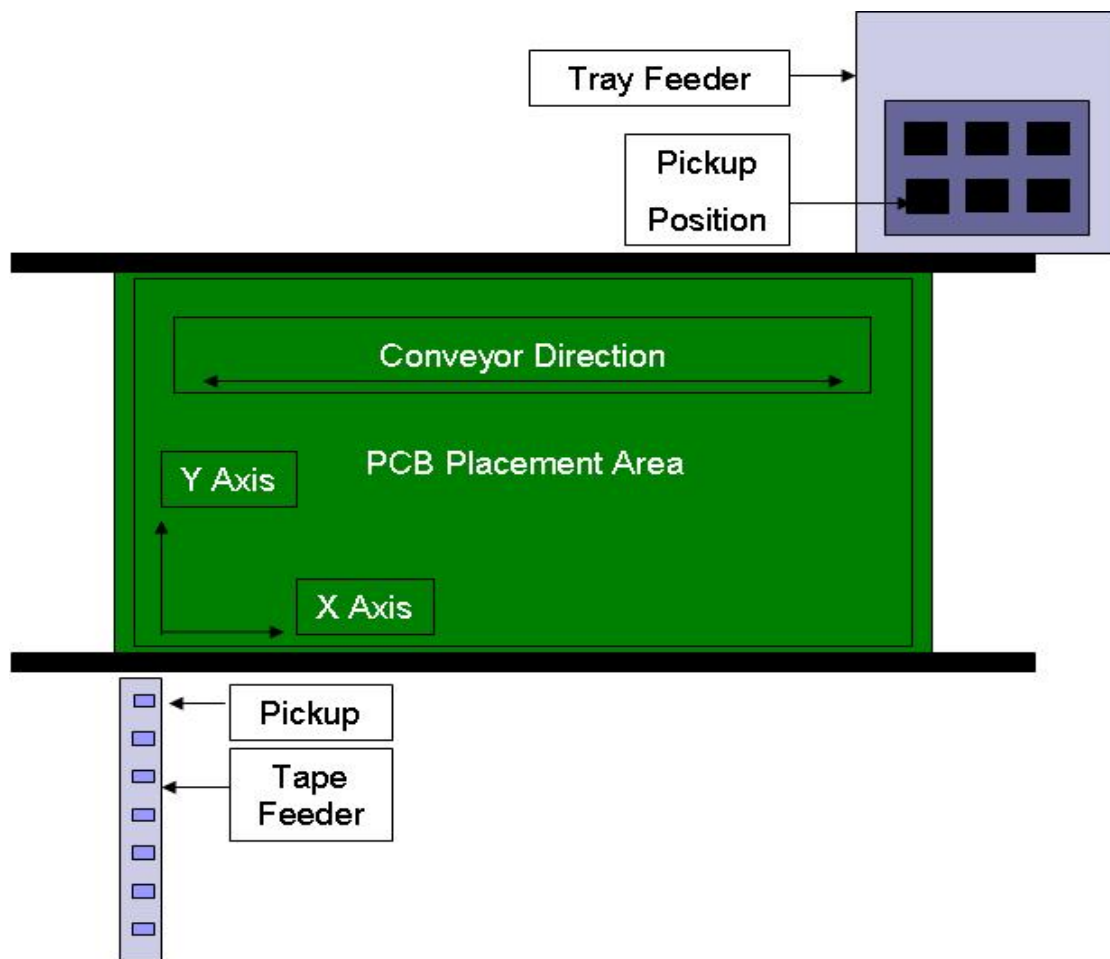 Tray Feeder
Pickup
Position
Conveyor Direction
PCB Placement Area
Y Axis
X Axis
Pickup
Tape
Feeder